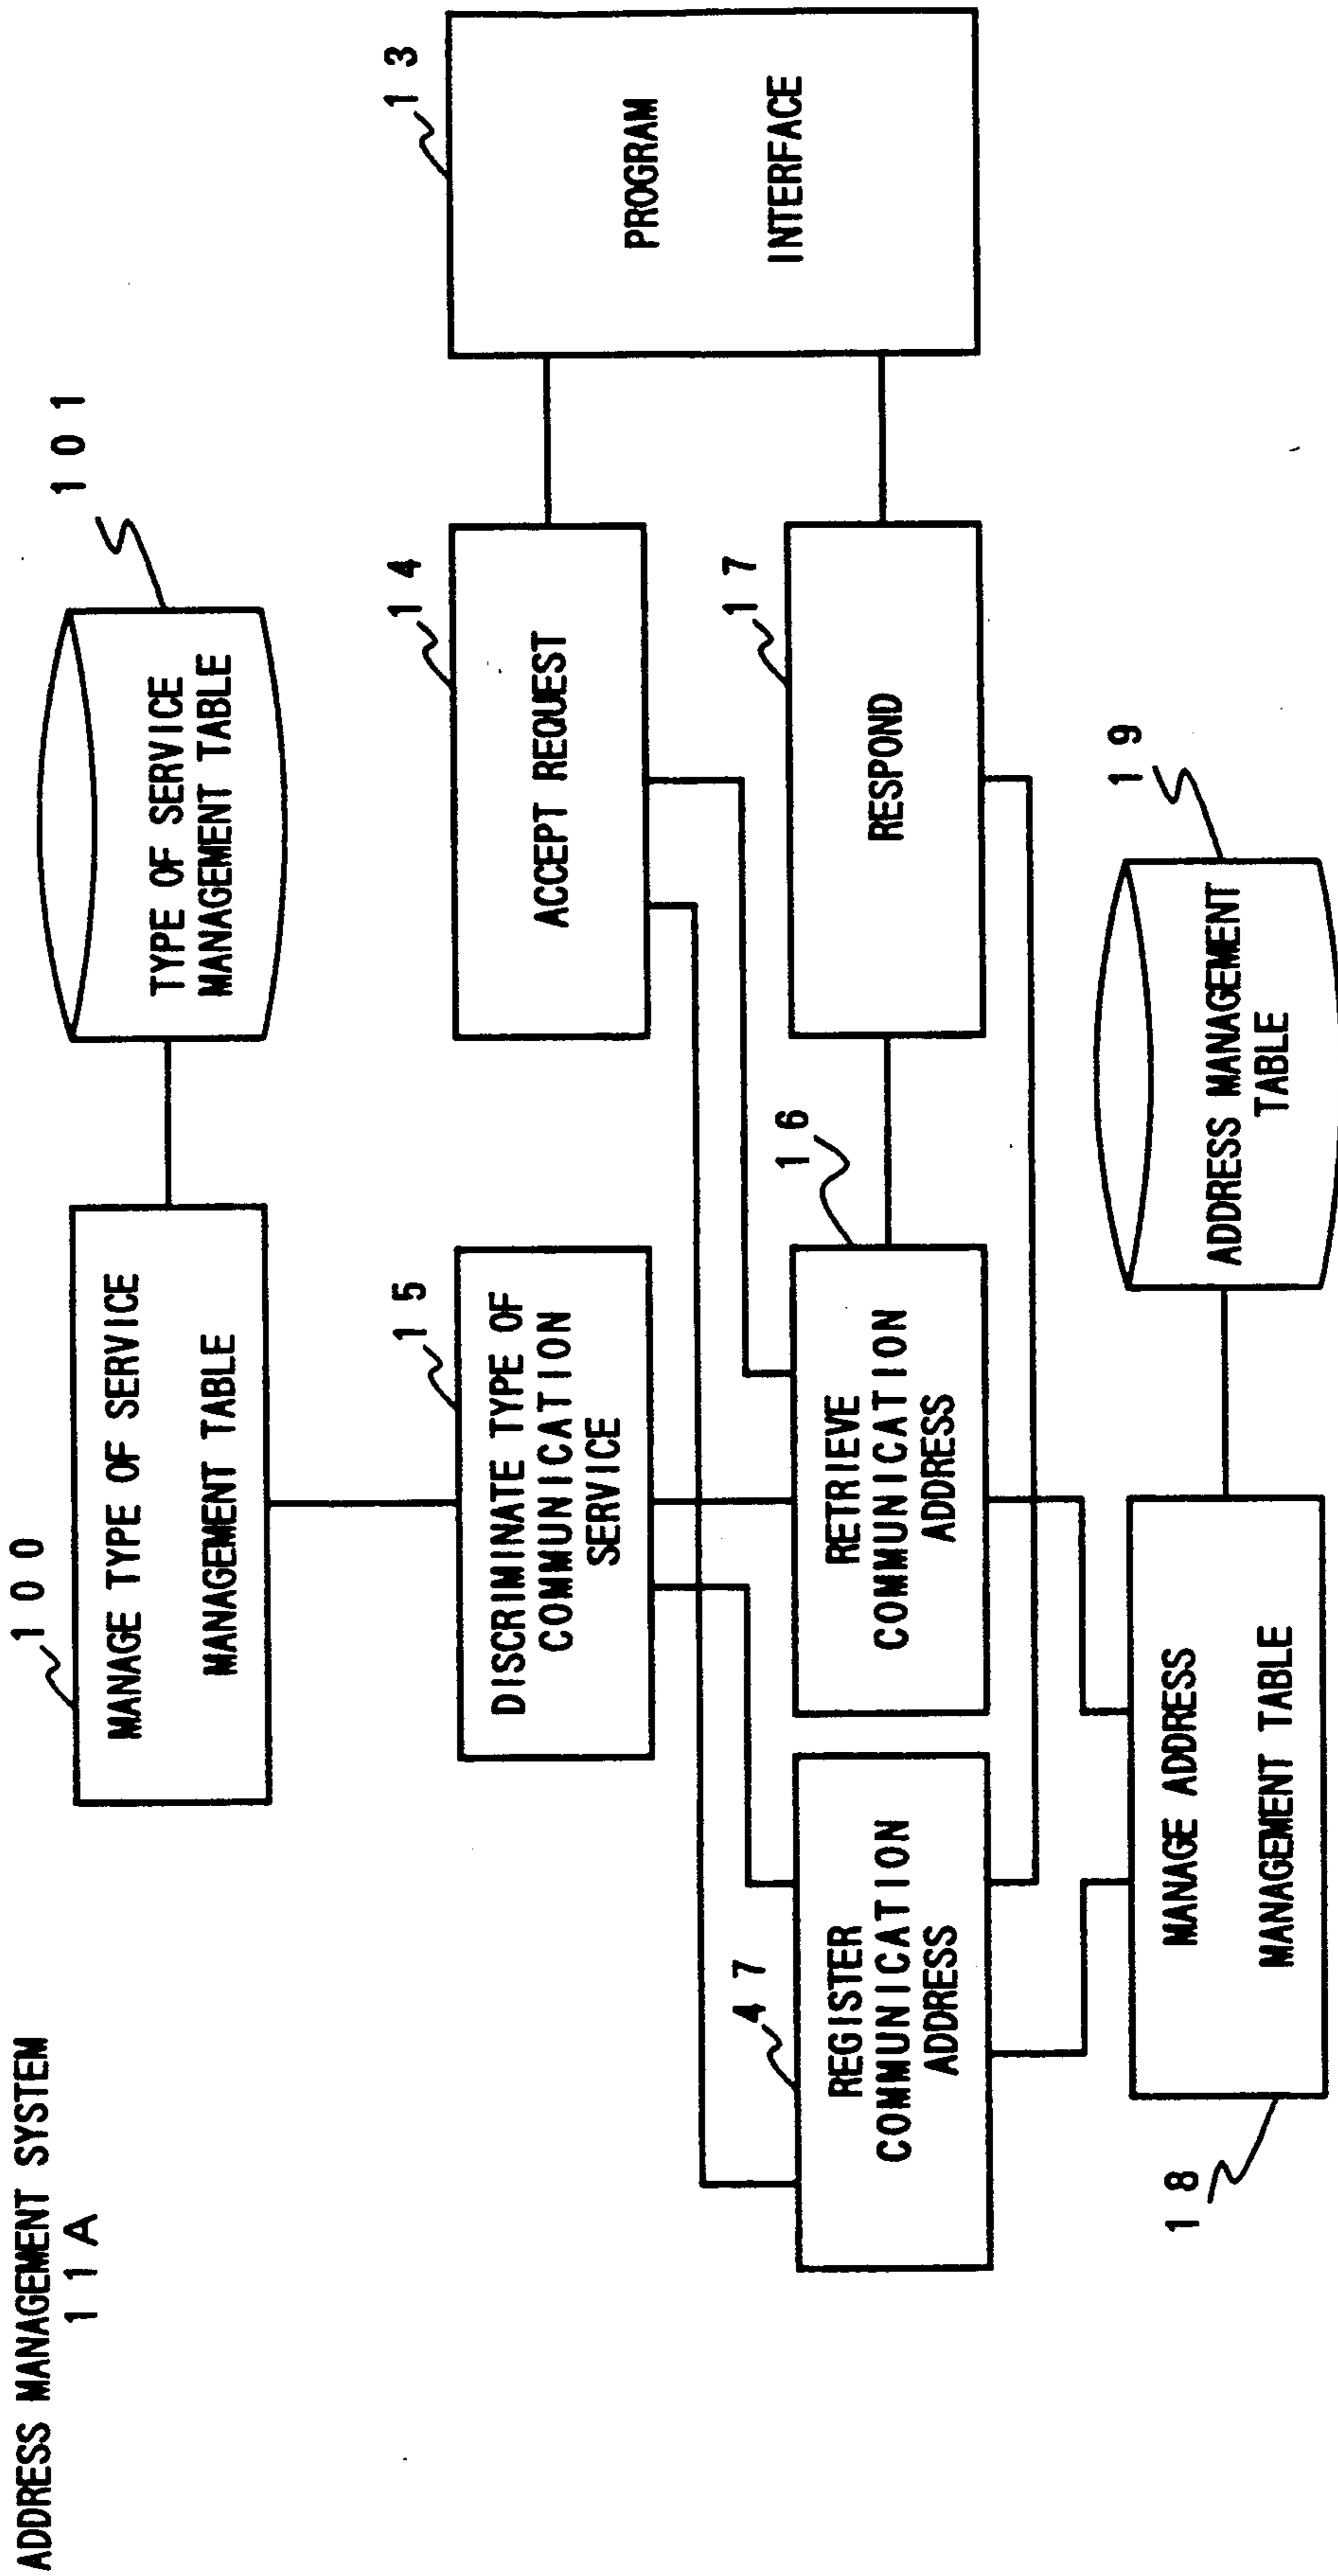 ADDRESS MANAGEMENT SYSTEM
11A
100
MANAGE TYPE OF SERVICE
MANAGEMENT TABLE
101
TYPE OF SERVICE
MANAGEMENT TABLE
15
DISCRIMINATE TYPE OF
COMMUNICATION
SERVICE
14
ACCEPT REQUEST
13
PROGRAM
INTERFACE
47
REGISTER
COMMUNICATION
ADDRESS
16
RETRIEVE
COMMUNICATION
ADDRESS
17
RESPOND
18
MANAGE ADDRESS
MANAGEMENT TABLE
19
ADDRESS MANAGEMENT
TABLE